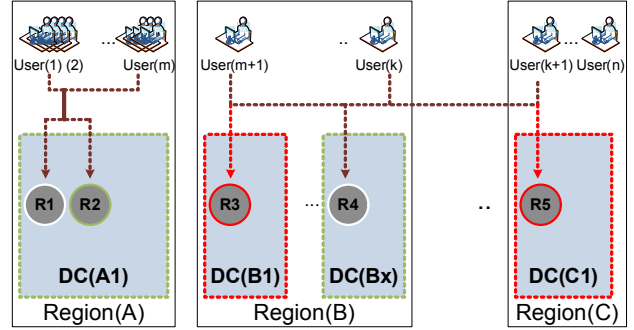 ... .. ...
User(1) (2) User(m) User(m+1) User(k) User(k+1) User(n)
R1 R2 R3 ... R4 .. R5
DC(A1) DC(B1) DC(Bx) DC(C1)
Region(A) Region(B) Region(C)